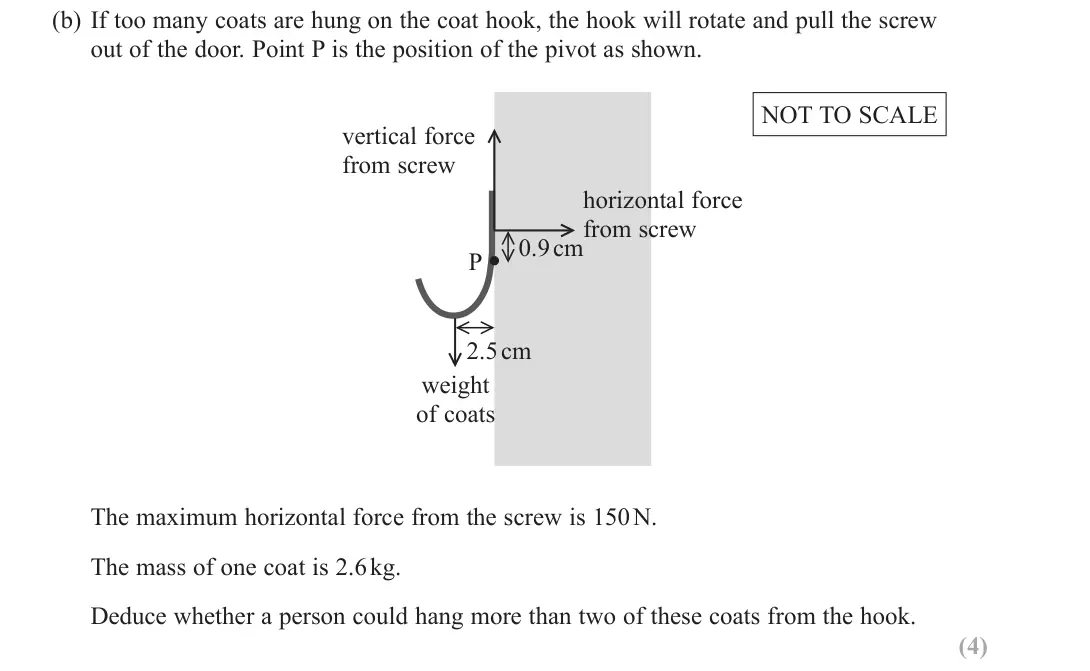 (b) If too many coats are hung on the coat hook, the hook will rotate and pull the screw
out of the door. Point P is the position of the pivot as shown.
NOT TO SCALE
vertical force
from screw
horizontal force
from screw
0.9 cm
P
2.5 cm
weight
of coats
The maximum horizontal force from the screw is 150 N.
The mass of one coat is 2.6 kg.
Deduce whether a person could hang more than two of these coats from the hook.
(4)